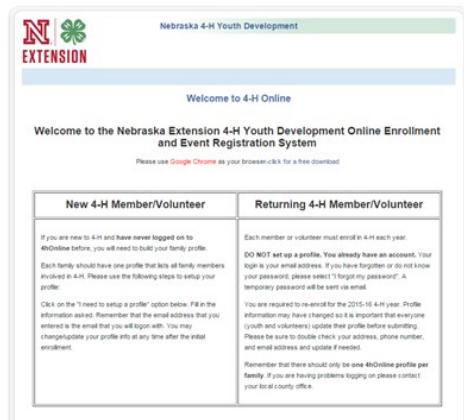 Nebraska 4-H Youth Development
N
EXTENSION
Welcome to 4-H Online
Welcome to the Nebraska Extension 4-H Youth Development Online Enrollment
and Event Registration System
Please use Google Chrome as your browser-click for a free download
New 4-H Member/Volunteer
If you are new to 4-H and have never logged on to
4hOnline before, you will need to build your family profile.
Each family should have one profile that lists all family members
involved in 4-H. Please use the following steps to setup your
profile:
Click on the "I need to setup a profile" option below. Fill in the
information asked. Remember that the email address that you
entered is the email that you will logon with. You may
change/update your profile info at any time after the initial
enrollment.
Returning 4-H Member/Volunteer
Each member or volunteer must enroll in 4-H each year.
DO NOT set up a profile. You already have an account. Your
login is your email address. If you have forgotten or do not know
your password, please select "I forgot my password". A
temporary password will be sent via email.
You are required to re-enroll for the 2015-16 4-H year. Profile
information may have changed so it is important that everyone
(youth and volunteers) update their profile before submitting.
Please be sure to double check your address, phone number,
and email address and update if needed.
Remember that there should only be one 4hOnline profile per
family. If you are having problems logging on please contact
your local county office.